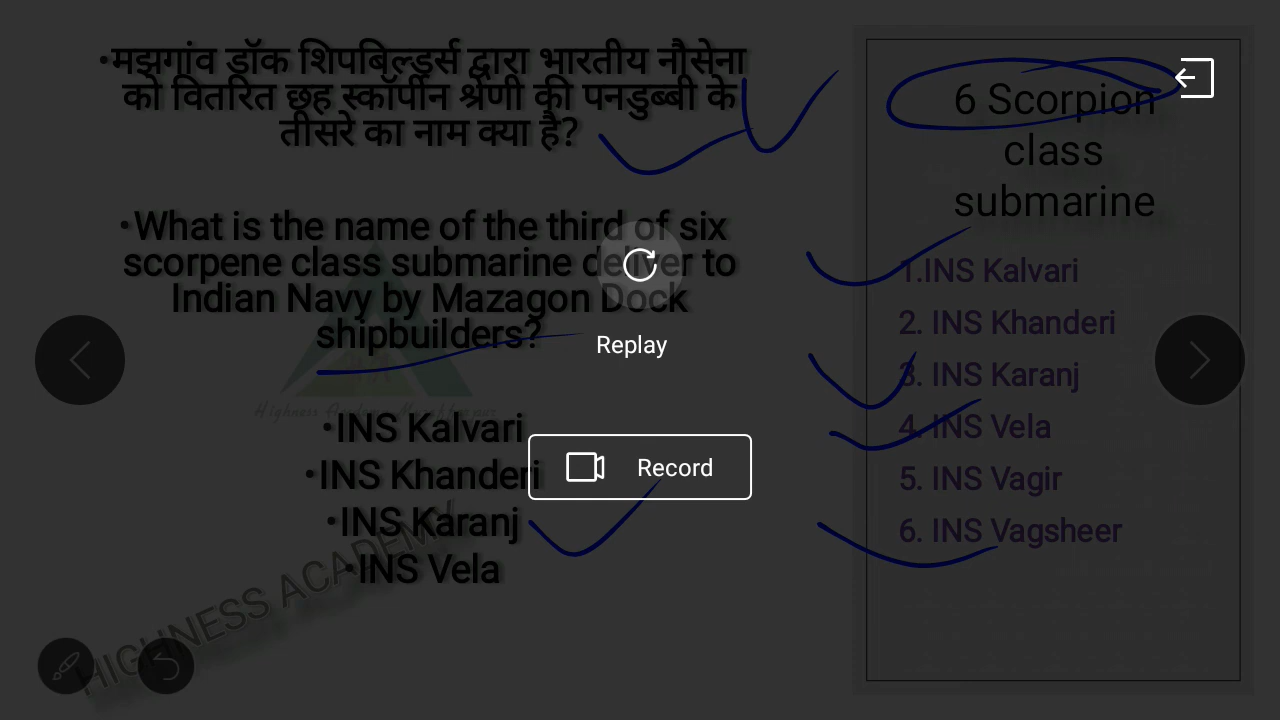 •मझगांव डॉक शिपबिल्डर्स द्वारा भारतीय नौसेना
को वितरित छह स्कॉर्पीन श्रेणी की पनडुब्बी के
तीसरे का नाम क्या है?
•What is the name of the third of six
scorpene class submarine deliver to
Indian Navy by Mazagon Dock
shipbuilders?
•INS Kalvari
•INS Khanderi
•INS Karanj
•INS Vela
6 Scorpion
class
submarine
1.INS Kalvari
2. INS Khanderi
3. INS Karanj
4. INS Vela
5. INS Vagir
6. INS Vagsheer
Replay
Record
Highness Academy
HIGHNESS ACADEMY